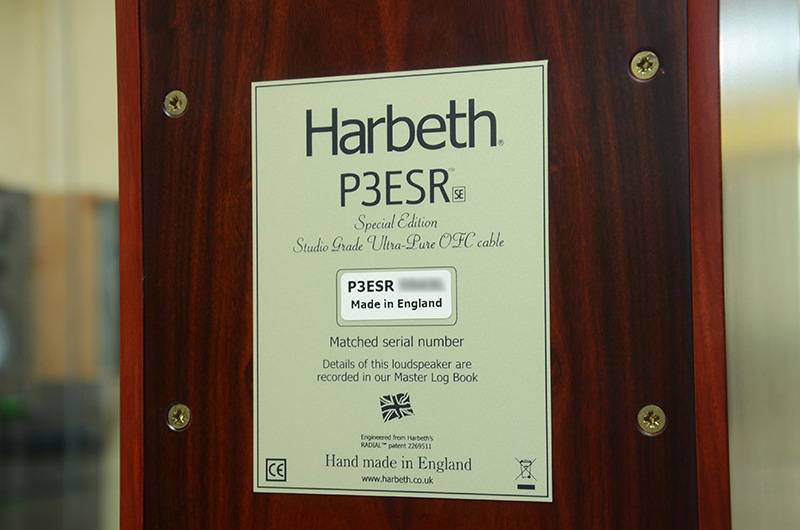 Harbeth®
P3ESR™ SE
Special Edition
Studio Grade Ultra-Pure OFC cable
P3ESR
Made in England
Matched serial number
Details of this loudspeaker are
recorded in our Master Log Book
Engineered from Harbeth's
RADIAL™ patent 2269511
CE
Hand made in England
www.harbeth.co.uk